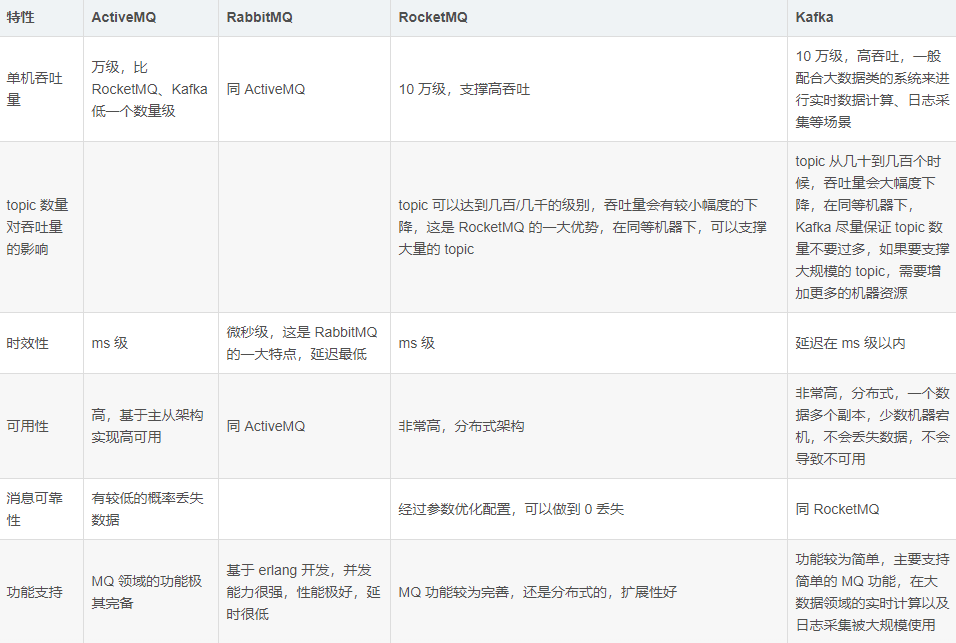 特性
ActiveMQ
RabbitMQ
RocketMQ
Kafka
单机吞吐
量
万级，比
RocketMQ、Kafka
低一个数量级
同 ActiveMQ
10 万级，支撑高吞吐
10 万级，高吞吐，一般
配合大数据类的系统来进
行实时数据计算、日志采
集等场景
topic 数量
对吞吐量
的影响
topic 可以达到几百/几千的级别，吞吐量会有较小幅度的下
降，这是 RocketMQ 的一大优势，在同等机器下，可以支撑
大量的 topic
topic 从几十到几百个时
候，吞吐量会大幅度下
降，在同等机器下，
Kafka 尽量保证 topic 数
量不要过多，如果要支撑
大规模的 topic，需要增
加更多的机器资源
时效性
ms 级
微秒级，这是 RabbitMQ
的一大特点，延迟最低
ms 级
延迟在 ms 级以内
可用性
高，基于主从架构
实现高可用
同 ActiveMQ
非常高，分布式架构
非常高，分布式，一个数
据多个副本，少数机器宕
机，不会丢失数据，不会
导致不可用
消息可靠
性
有较低的概率丢失
数据
经过参数优化配置，可以做到 0 丢失
同 RocketMQ
功能支持
MQ 领域的功能极
其完备
基于 erlang 开发，并发
能力很强，性能极好，延
时很低
MQ 功能较为完善，还是分布式的，扩展性好
功能较为简单，主要支持
简单的 MQ 功能，在大
数据领域的实时计算以及
日志采集被大规模使用